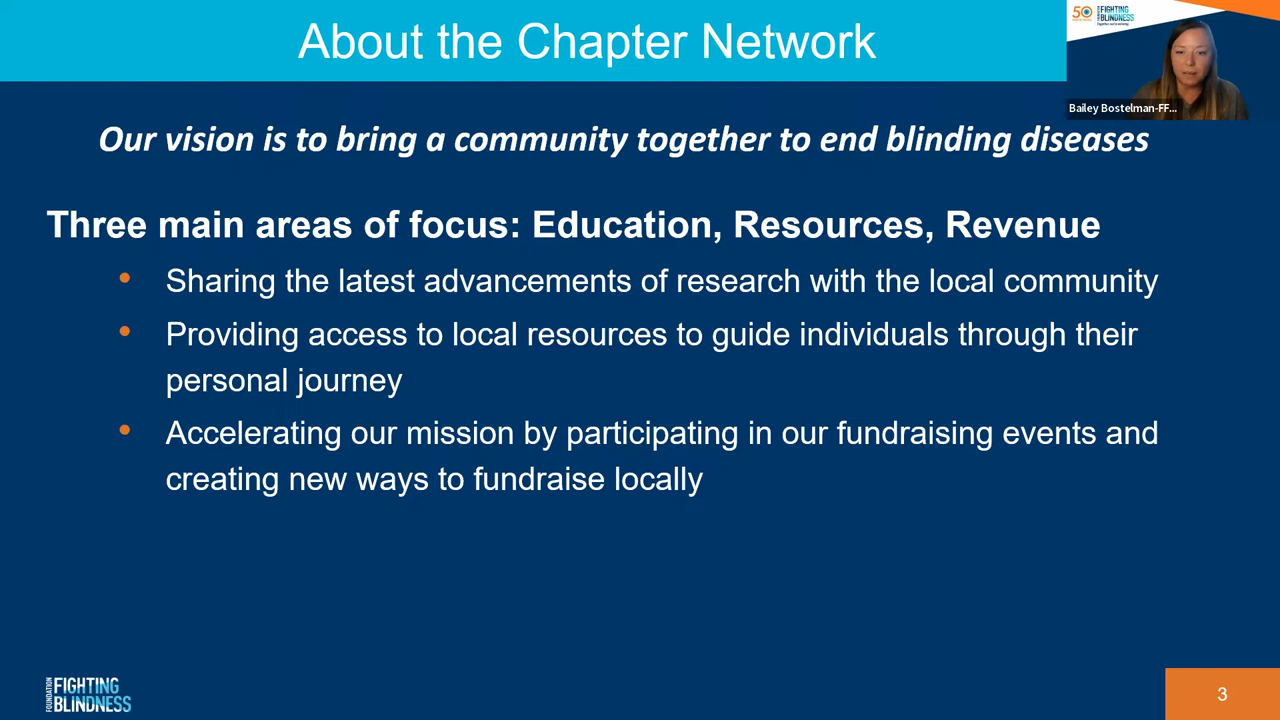 About the Chapter Network
50
FIGHTING
BLINDNESS
Bailey Bostelman-FF...
Our vision is to bring a community together to end blinding diseases
Three main areas of focus: Education, Resources, Revenue
• Sharing the latest advancements of research with the local community
• Providing access to local resources to guide individuals through their
personal journey
• Accelerating our mission by participating in our fundraising events and
creating new ways to fundraise locally
FOUNDATION
FIGHTING
BLINDNESS
3